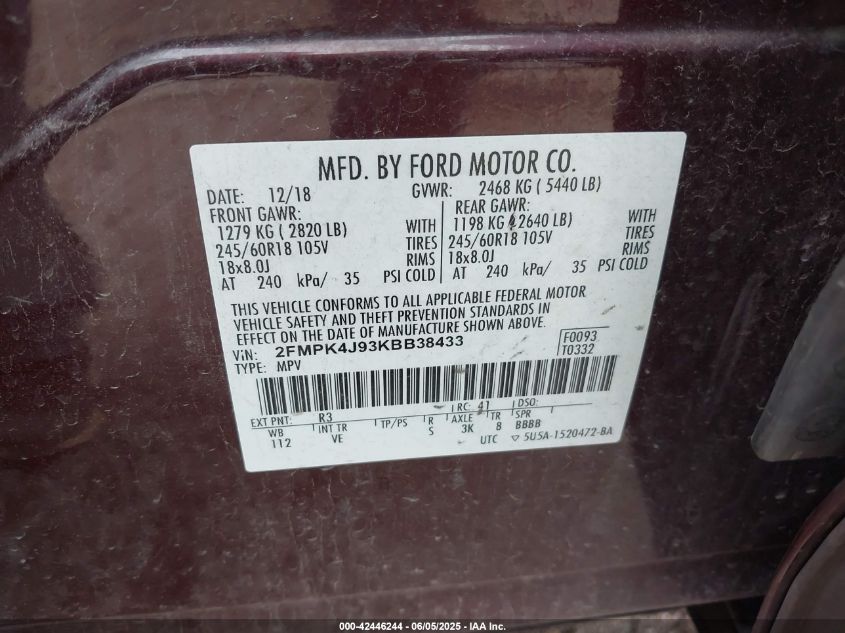 MFD. BY FORD MOTOR CO.
DATE: 12/18 GVWR: 2468 KG ( 5440 LB)
FRONT GAWR: REAR GAWR:
1279 KG ( 2820 LB) WITH 1198 KG ( 2640 LB) WITH
245/60R18 105V TIRES 245/60R18 105V TIRES
18x8.0J RIMS 18x8.0J RIMS
AT 240 kPa/ 35 PSI COLD AT 240 kPa/ 35 PSI COLD
THIS VEHICLE CONFORMS TO ALL APPLICABLE FEDERAL MOTOR
VEHICLE SAFETY AND THEFT PREVENTION STANDARDS IN
EFFECT ON THE DATE OF MANUFACTURE SHOWN ABOVE.
VIN: 2FMPK4J93KBB38433 F0093
TYPE: MPV T0332
EXT PNT: R3 RC: 41 DSO:
WB INT TR TP/PS R AXLE TR SPR
112 VE S 3K 8 BBBB
UTC ▽ 5U5A-1520472-BA
000-42446244 - 06/05/2025 - IAA Inc.